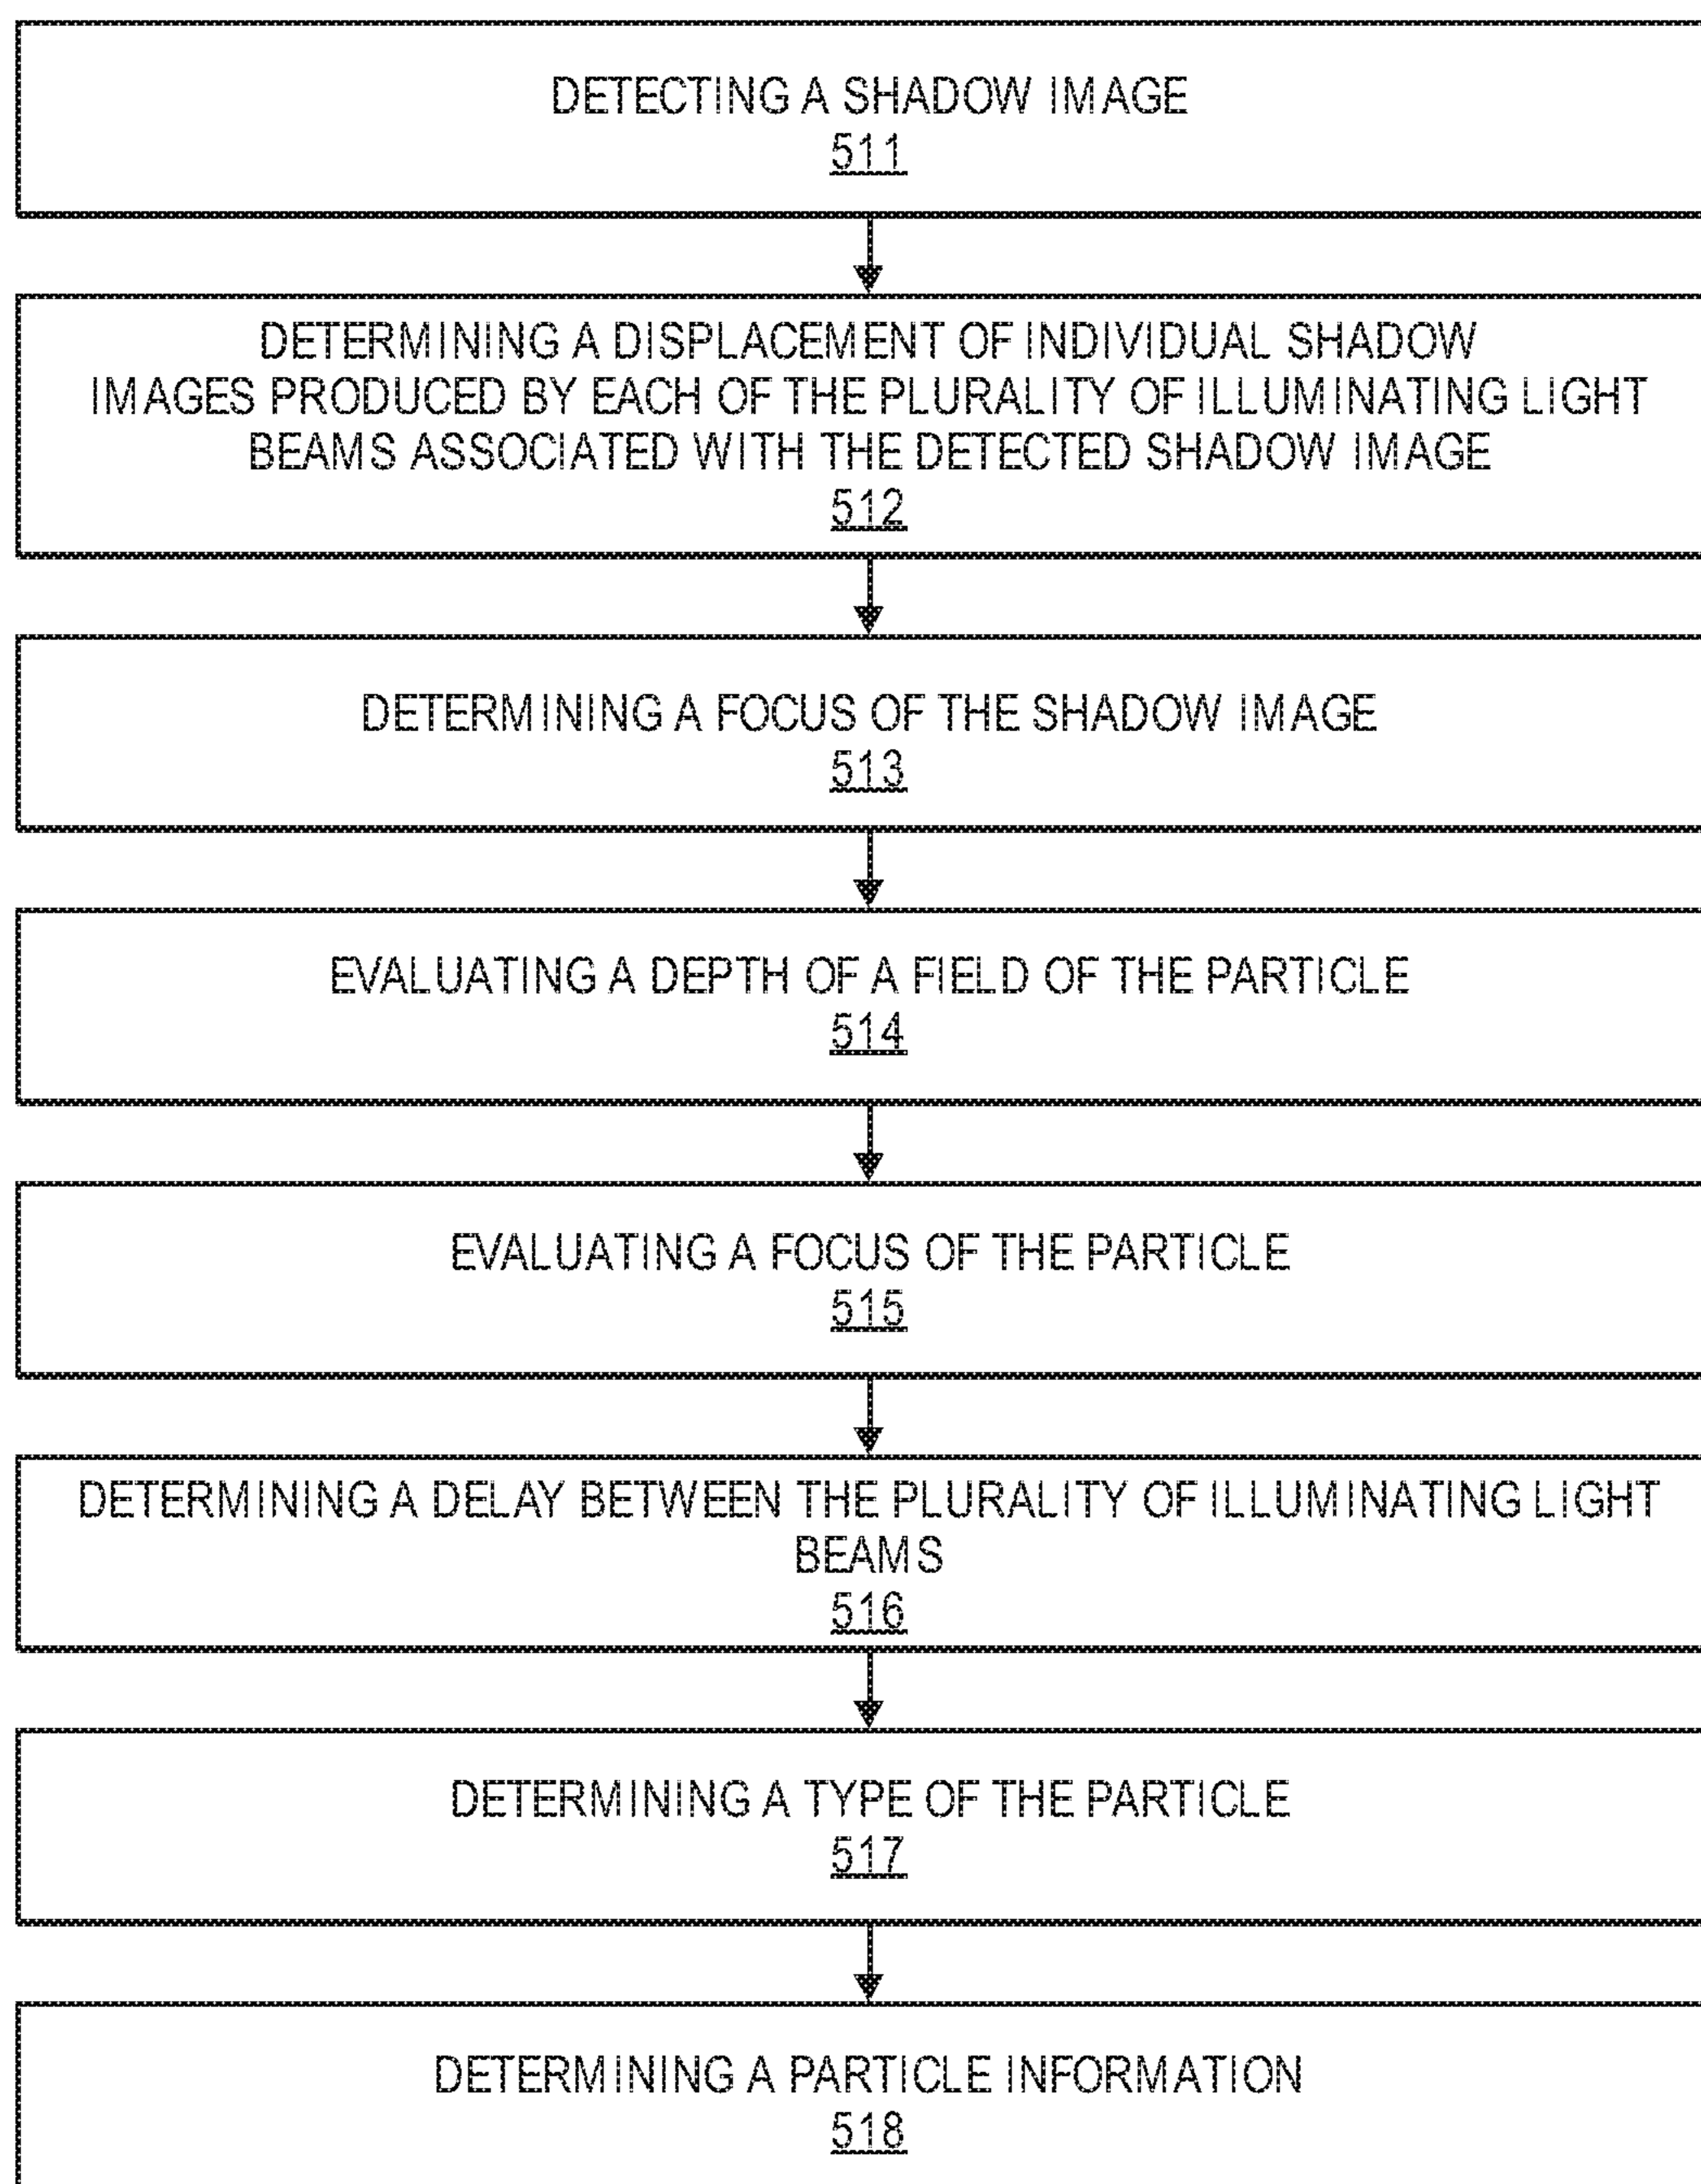 DETECTING A SHADOW IMAGE
511
DETERMINING A DISPLACEMENT OF INDIVIDUAL SHADOW
IMAGES PRODUCED BY EACH OF THE PLURALITY OF ILLUMINATING LIGHT
BEAMS ASSOCIATED WITH THE DETECTED SHADOW IMAGE
512
DETERMINING A FOCUS OF THE SHADOW IMAGE
513
EVALUATING A DEPTH OF A FIELD OF THE PARTICLE
514
EVALUATING A FOCUS OF THE PARTICLE
515
DETERMINING A DELAY BETWEEN THE PLURALITY OF ILLUMINATING LIGHT
BEAMS
516
DETERMINING A TYPE OF THE PARTICLE
517
DETERMINING A PARTICLE INFORMATION
518